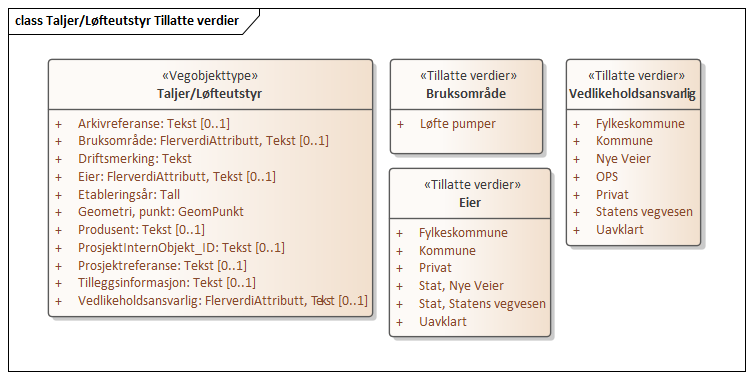 class Taljer/Løfteutstyr Tillatte verdier
«Vegobjekttype»
Taljer/Løfteutstyr
+ Arkivreferanse: Tekst [0..1]
+ Bruksområde: FlerverdiAttributt, Tekst [0..1]
+ Driftsmerking: Tekst
+ Eier: FlerverdiAttributt, Tekst [0..1]
+ Etableringsår: Tall
+ Geometri, punkt: GeomPunkt
+ Produsent: Tekst [0..1]
+ ProsjektInternObjekt_ID: Tekst [0..1]
+ Prosjektreferanse: Tekst [0..1]
+ Tilleggsinformasjon: Tekst [0..1]
+ Vedlikeholdsansvarlig: FlerverdiAttributt, Tekst [0..1]
«Tillatte verdier»
Bruksområde
+ Løfte pumper
«Tillatte verdier»
Eier
+ Fylkeskommune
+ Kommune
+ Privat
+ Stat, Nye Veier
+ Stat, Statens vegvesen
+ Uavklart
«Tillatte verdier»
Vedlikeholdsansvarlig
+ Fylkeskommune
+ Kommune
+ Nye Veier
+ OPS
+ Privat
+ Statens vegvesen
+ Uavklart